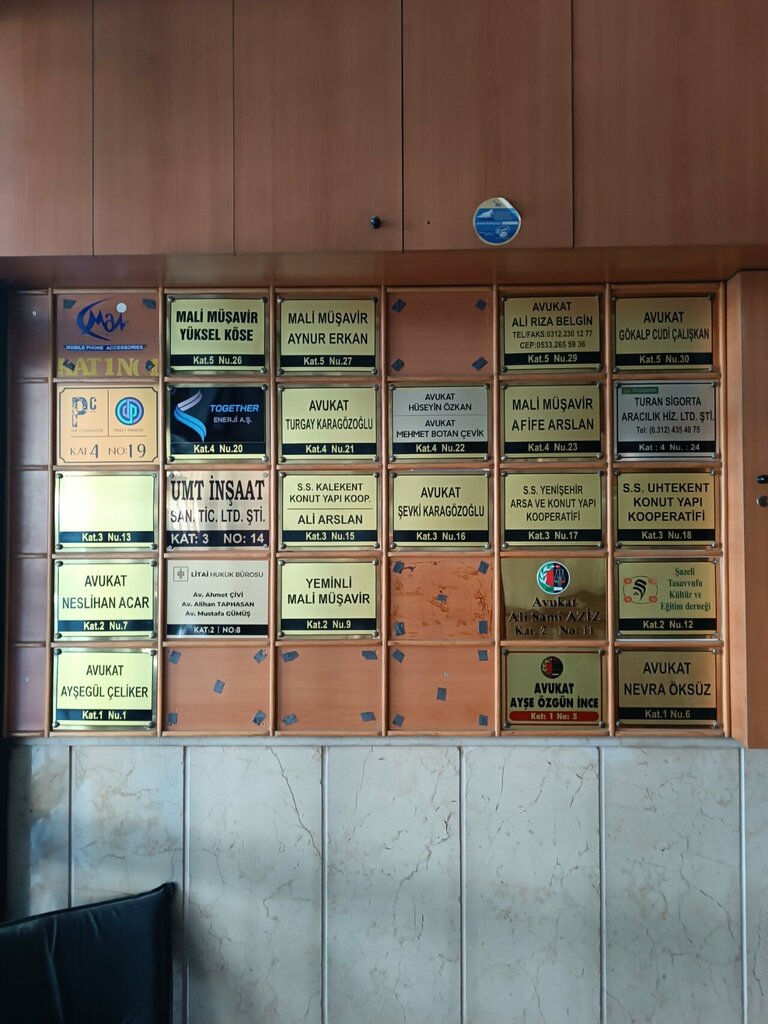 Mai
MOBILE PHONE ACCESSORIES
KAT 1 NO 1
MALİ MÜŞAVİR
YÜKSEL KÖSE
Kat.5 Nu.26
MALİ MÜŞAVİR
AYNUR ERKAN
Kat.5 Nu.27
AVUKAT
ALİ RIZA BELGİN
TEL/FAKS:0312.230 12 77
CEP:0533.265 59 36
Kat.5 Nu.29
AVUKAT
GÖKALP CUDİ ÇALIŞKAN
Kat.5 Nu.30
PC
KAT 4 NO: 19
TOGETHER
ENERJİ A.Ş.
Kat.4 Nu.20
AVUKAT
TURGAY KARAGÖZOĞLU
Kat.4 Nu.21
AVUKAT
HÜSEYİN ÖZKAN
AVUKAT
MEHMET BOTAN ÇEVİK
Kat.4 Nu.22
MALİ MÜŞAVİR
AFİFE ARSLAN
Kat.4 Nu.23
TURAN SİGORTA
ARACILIK HİZ. LTD. ŞTİ.
Tel: (0.312) 435 40 75
Kat : 4 Nu. : 24
Kat.3 Nu.13
UMT İNŞAAT
SAN. TİC. LTD. ŞTİ.
KAT: 3 NO: 14
S.S. KALEKENT
KONUT YAPI KOOP.
ALİ ARSLAN
Kat.3 Nu.15
AVUKAT
ŞEVKİ KARAGÖZOĞLU
Kat.3 Nu.16
S.S. YENİŞEHİR
ARSA VE KONUT YAPI
KOOPERATİFİ
Kat.3 Nu.17
S.S. UHTEKENT
KONUT YAPI
KOOPERATİFİ
Kat.3 Nu.18
AVUKAT
NESLİHAN ACAR
Kat.2 Nu.7
LİTAİ HUKUK BÜROSU
Av. Ahmet ÇİVİ
Av. Alihan TAPHASAN
Av. Mustafa GÜMÜŞ
KAT:2 | NO:8
YEMİNLİ
MALİ MÜŞAVİR
Kat.2 Nu.9
Avukat
Ali Sami AZİZ
Kat. 2 No: 11
Şazeli
Tasavvufu
Kültür ve
Eğitim derneği
Kat.2 Nu.12
AVUKAT
AYŞEGÜL ÇELİKER
Kat.1 Nu.1
AVUKAT
AYŞE ÖZGÜN İNCE
Kat: 1 No: 5
AVUKAT
NEVRA ÖKSÜZ
Kat.1 Nu.6